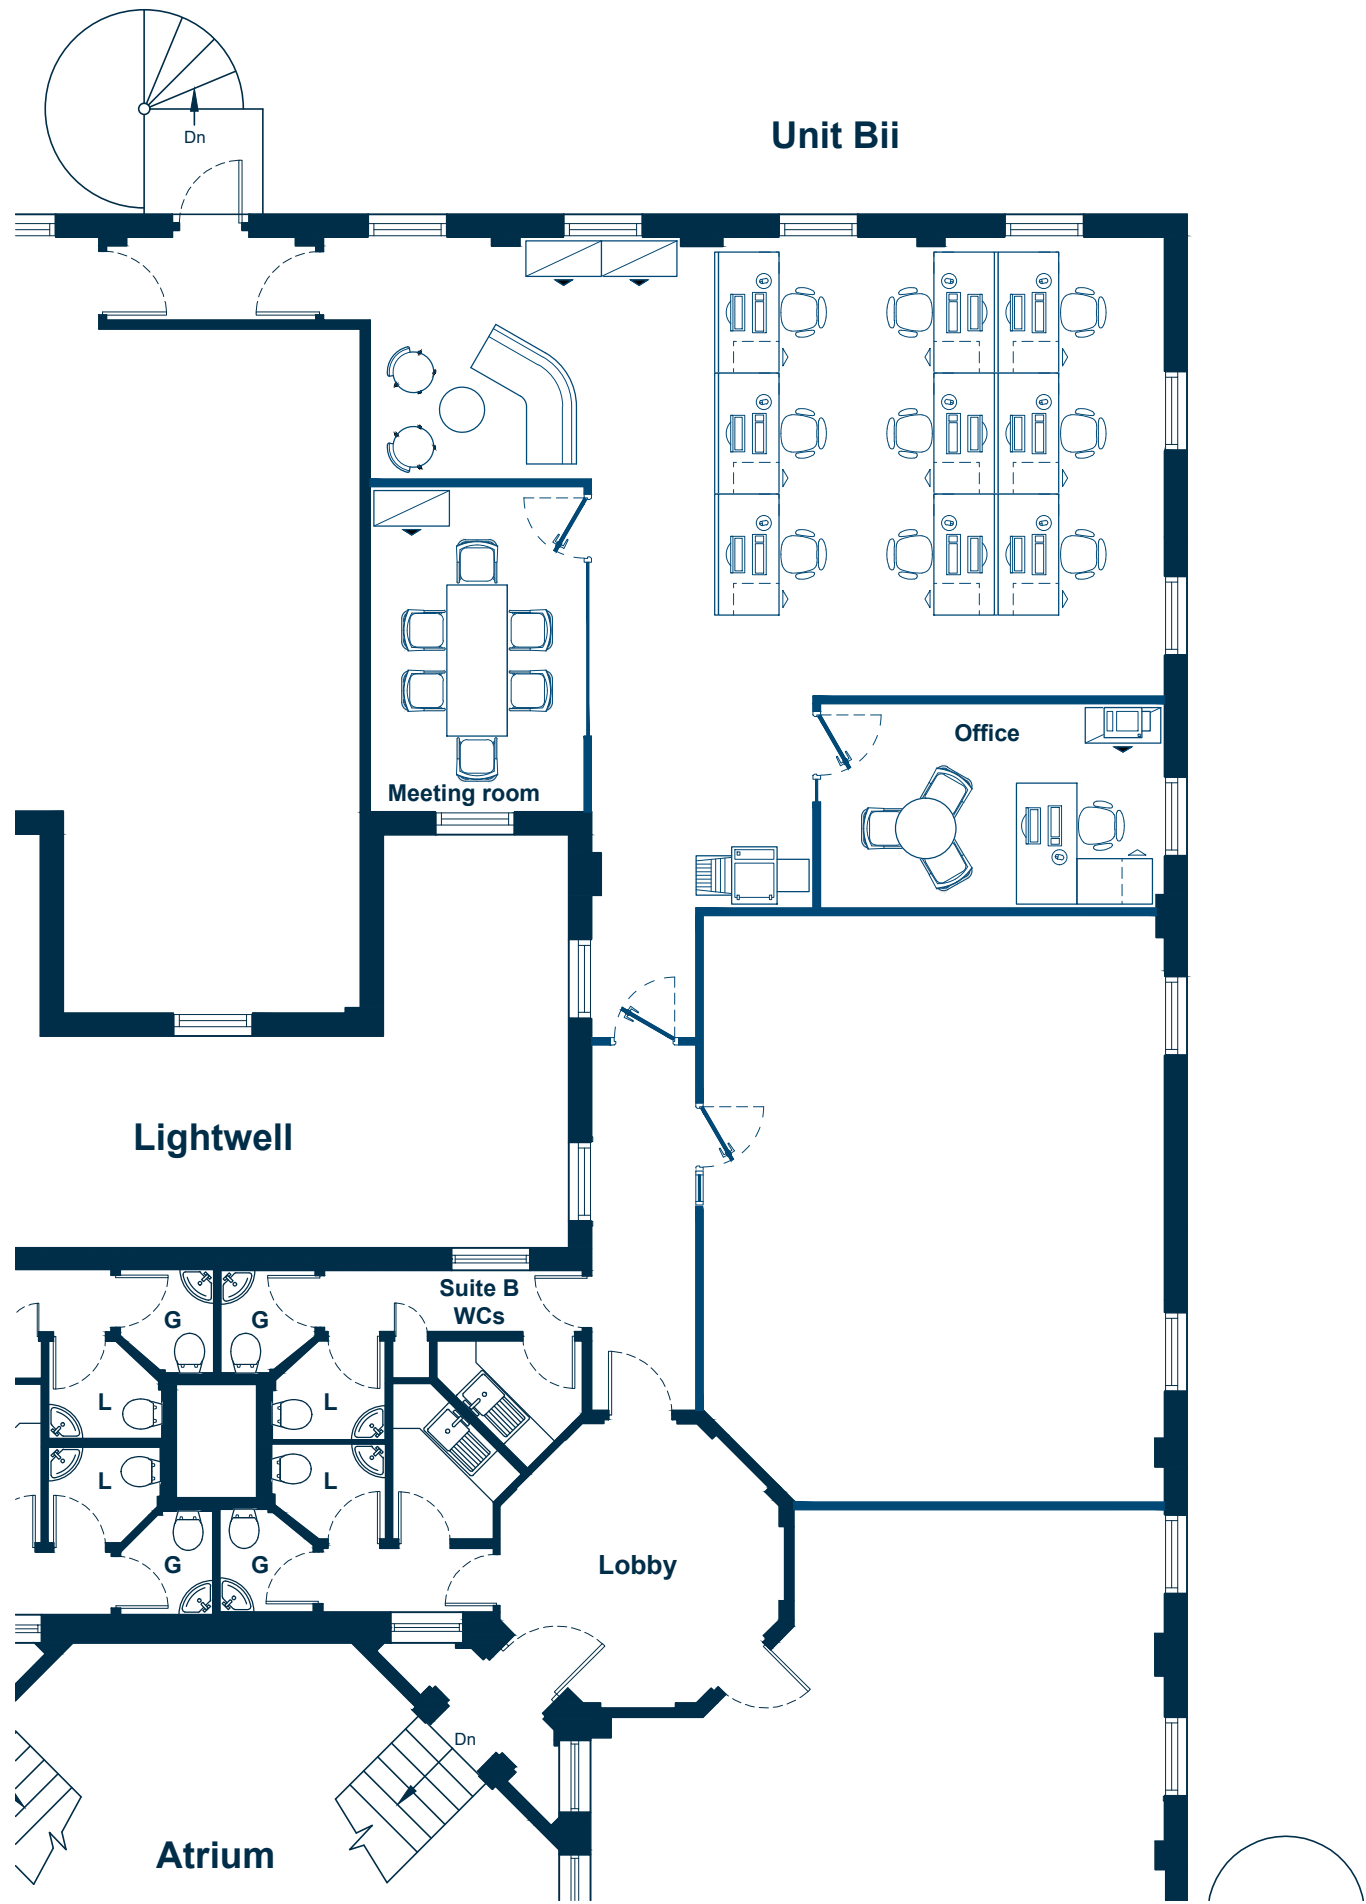 Dn
Unit Bii
Office
Meeting room
Lightwell
Suite B
WCs
G
G
L
L
L
L
G
G
Lobby
Dn
Atrium